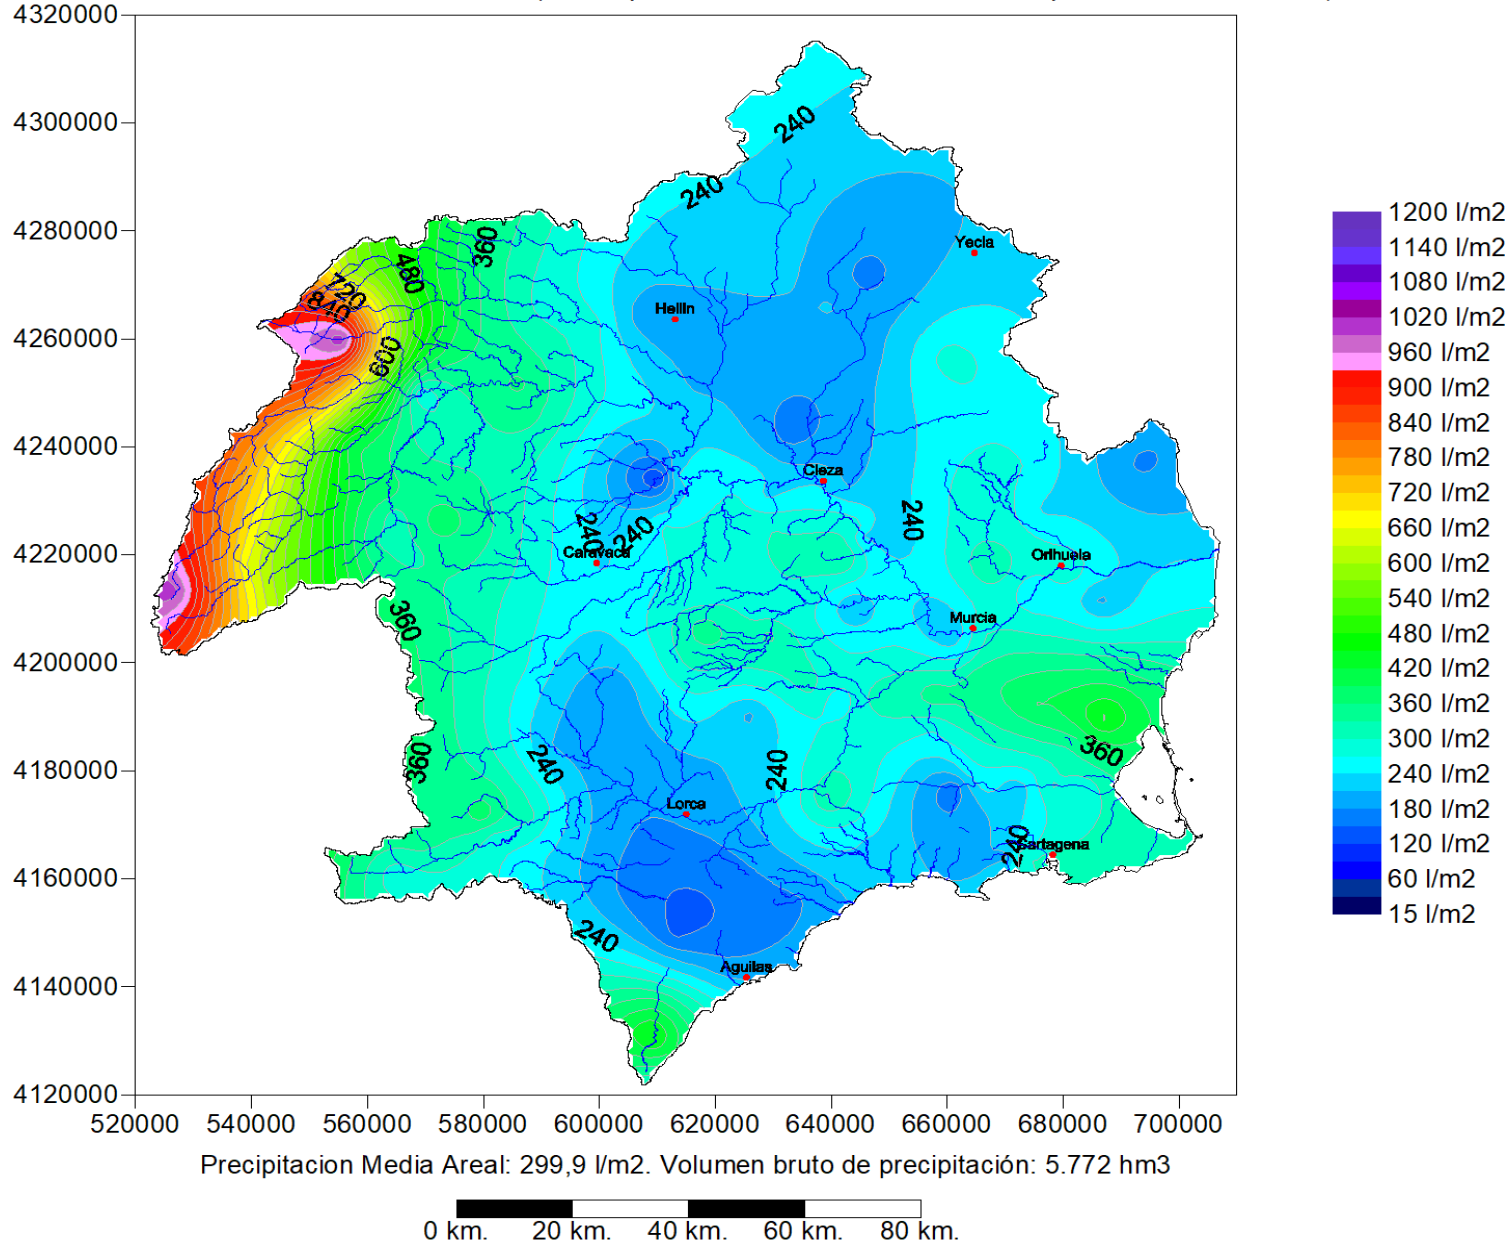 4320000
4300000
4280000
4260000
4240000
4220000
4200000
4180000
4160000
4140000
4120000
520000 540000 560000 580000 600000 620000 640000 660000 680000 700000
240
240
360
480
720
840
600
Yecla
Hellin
Cieza
240
240
240
Caravaca
Orihuela
Murcia
360
360
360
240
240
Lorca
240
Cartagena
240
Aguilas
1200 l/m2
1140 l/m2
1080 l/m2
1020 l/m2
960 l/m2
900 l/m2
840 l/m2
780 l/m2
720 l/m2
660 l/m2
600 l/m2
540 l/m2
480 l/m2
420 l/m2
360 l/m2
300 l/m2
240 l/m2
180 l/m2
120 l/m2
60 l/m2
15 l/m2
Precipitacion Media Areal: 299,9 l/m2. Volumen bruto de precipitación: 5.772 hm3
0 km. 20 km. 40 km. 60 km. 80 km.